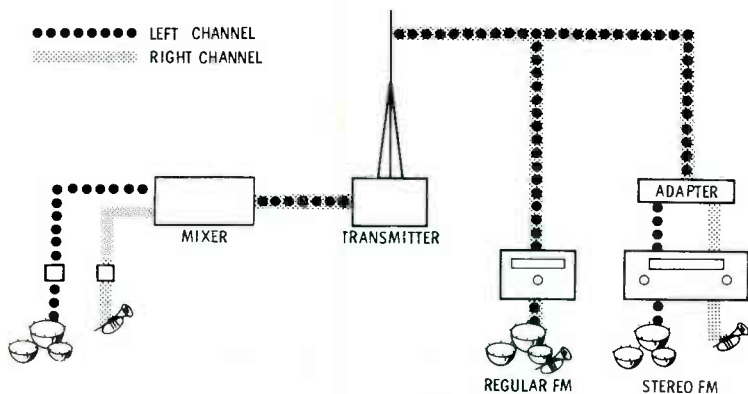 LEFT CHANNEL
RIGHT CHANNEL
ADAPTER
MIXER
TRANSMITTER
REGULAR FM
STEREO FM